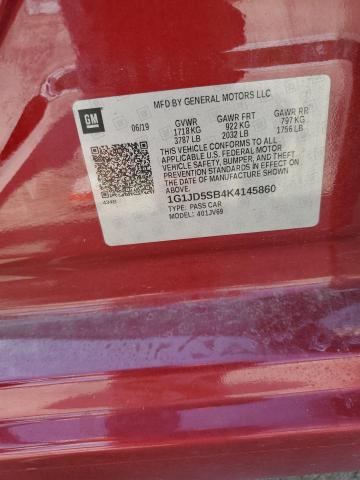 MFD BY GENERAL MOTORS LLC
GM
06/19 GVWR GAWR FRT GAWR RR
1718 KG 922 KG 797 KG
3787 LB 2032 LB 1756 LB
THIS VEHICLE CONFORMS TO ALL
APPLICABLE U.S. FEDERAL MOTOR
VEHICLE SAFETY, BUMPER, AND THEFT
PREVENTION STANDARDS IN EFFECT ON THE
DATE OF MANUFACTURE SHOWN ABOVE.
1G1JD5SB4K4145860
TYPE: PASS CAR
MODEL: 401JV69